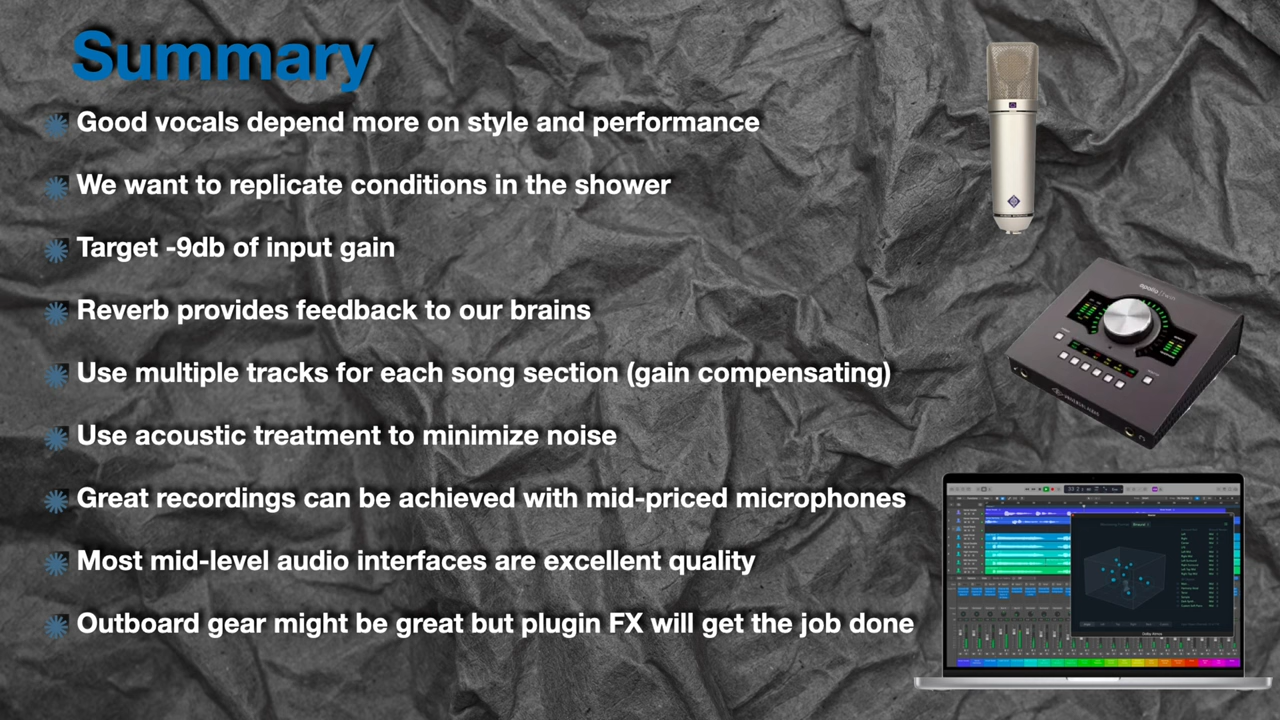 Summary
Good vocals depend more on style and performance
We want to replicate conditions in the shower
Target -9db of input gain
Reverb provides feedback to our brains
Use multiple tracks for each song section (gain compensating)
Use acoustic treatment to minimize noise
Great recordings can be achieved with mid-priced microphones
Most mid-level audio interfaces are excellent quality
Outboard gear might be great but plugin FX will get the job done